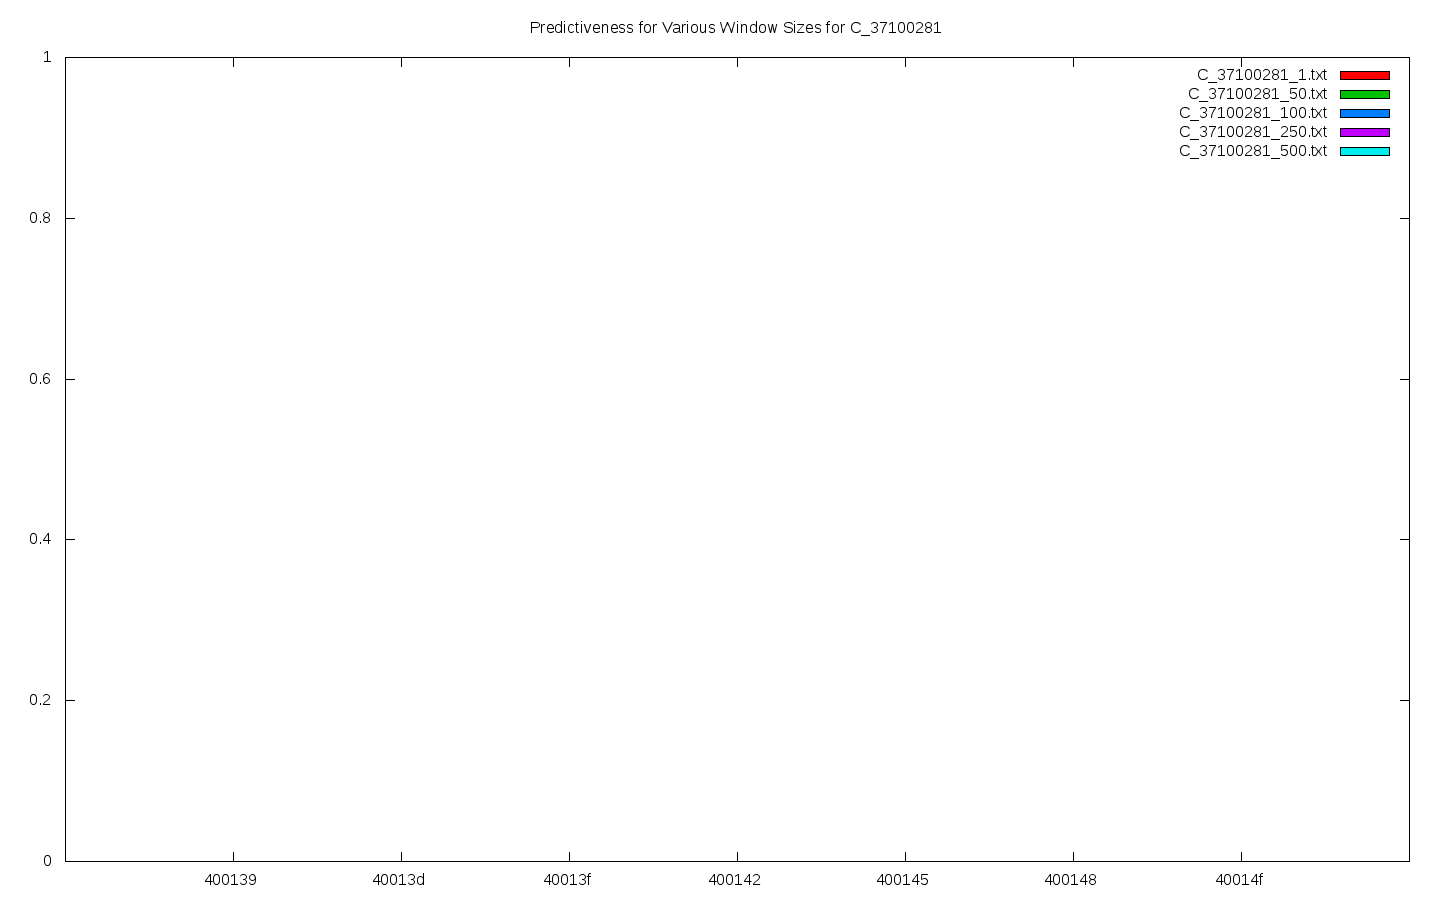 Predictiveness for Various Window Sizes for C_37100281
1
C_37100281_1.txt
C_37100281_50.txt
C_37100281_100.txt
C_37100281_250.txt
C_37100281_500.txt
0.8
0.6
0.4
0.2
0
400139 40013d 40013f 400142 400145 400148 40014f